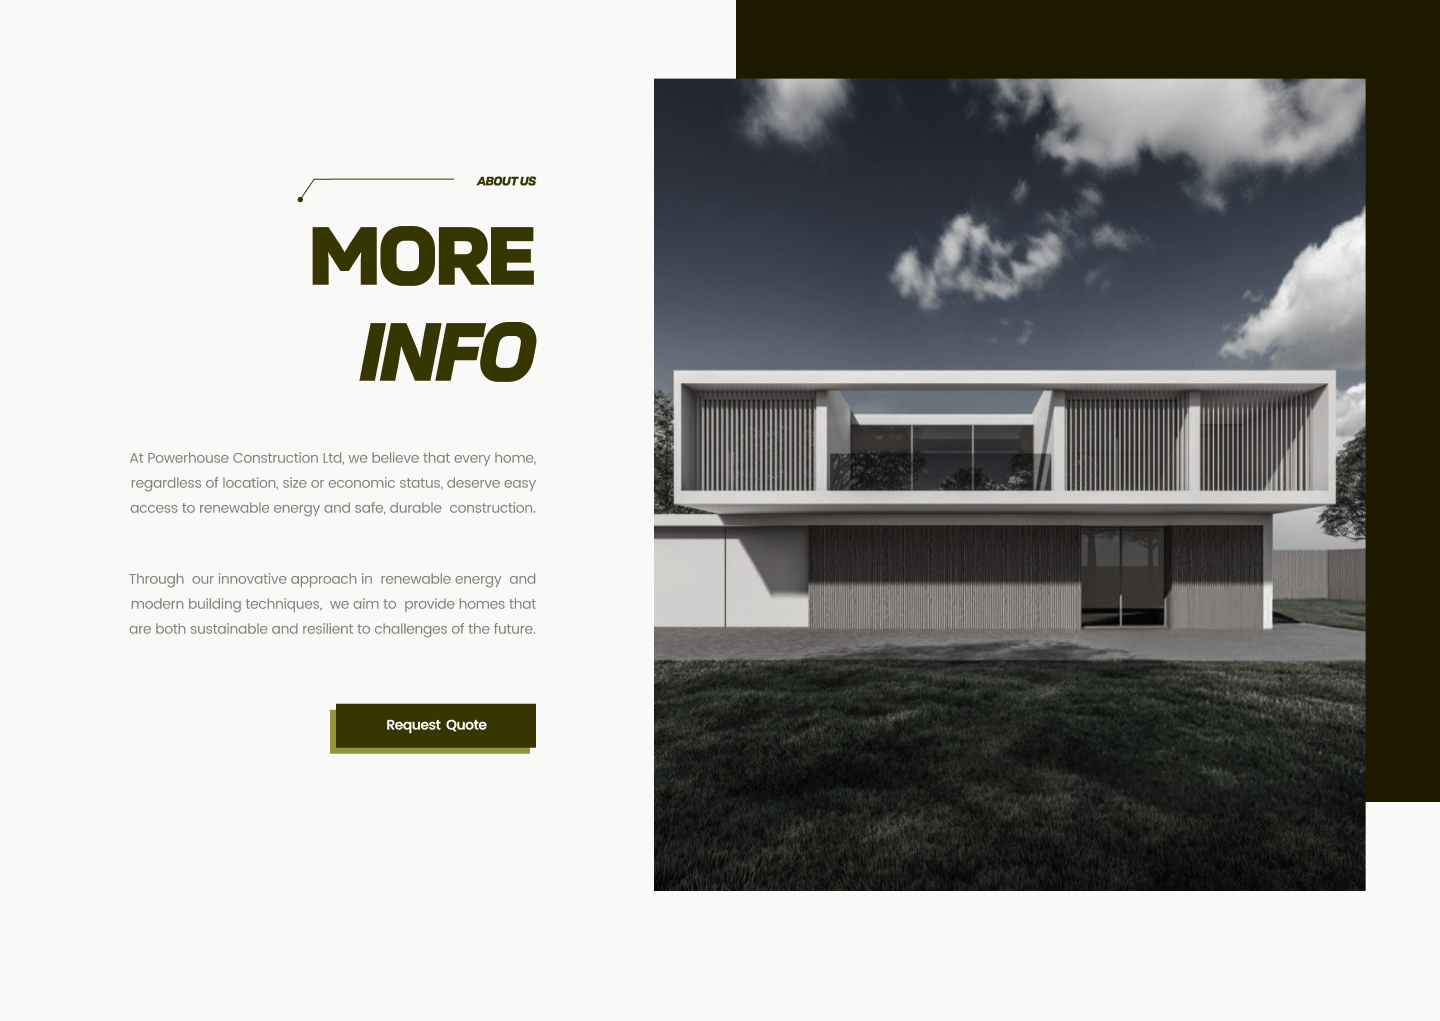 ABOUT US
MORE
INFO
At Powerhouse Construction Ltd, we believe that every home,
regardless of location, size or economic status, deserve easy
access to renewable energy and safe, durable  construction.
Through  our innovative approach in  renewable energy  and
modern building techniques,  we aim to  provide homes that
are both sustainable and resilient to challenges of the future.
Request Quote